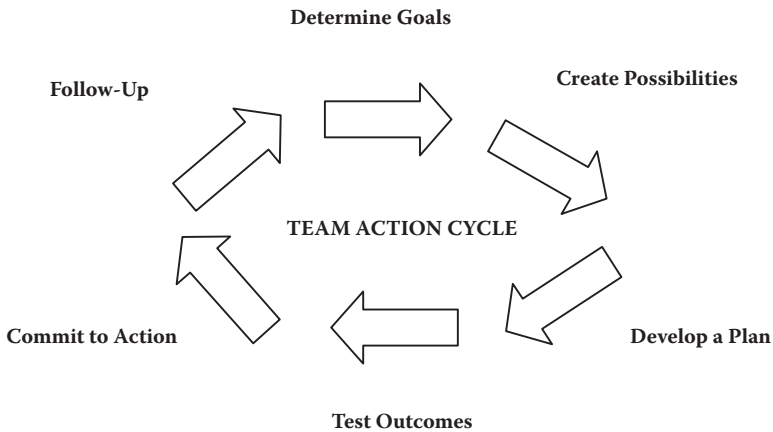 Determine Goals
Create Possibilities
Follow-Up
TEAM ACTION CYCLE
Develop a Plan
Commit to Action
Test Outcomes